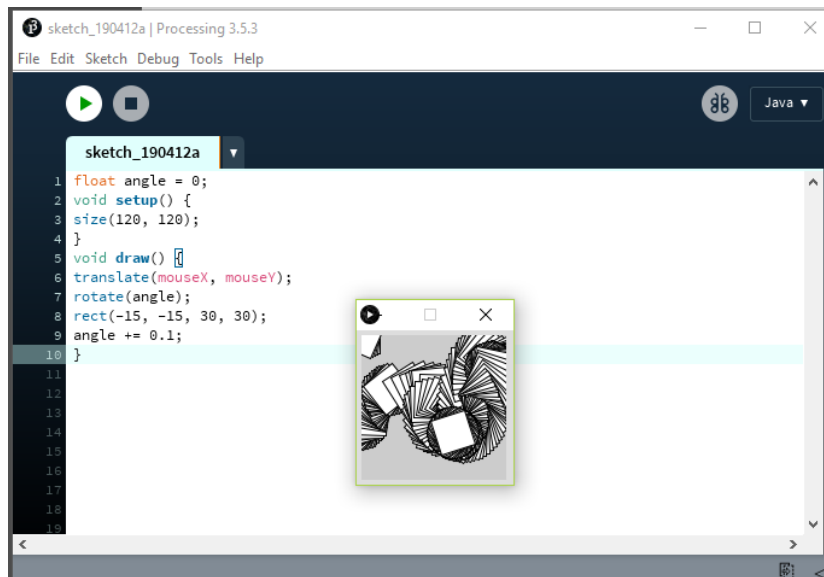 sketch_190412a | Processing 3.5.3
File Edit Sketch Debug Tools Help
Java ▼
sketch_190412a ▼
1 float angle = 0;
2 void setup() {
3 size(120, 120);
4 }
5 void draw() {
6 translate(mouseX, mouseY);
7 rotate(angle);
8 rect(-15, -15, 30, 30);
9 angle += 0.1;
10 }
11
12
13
14
15
16
17
18
19